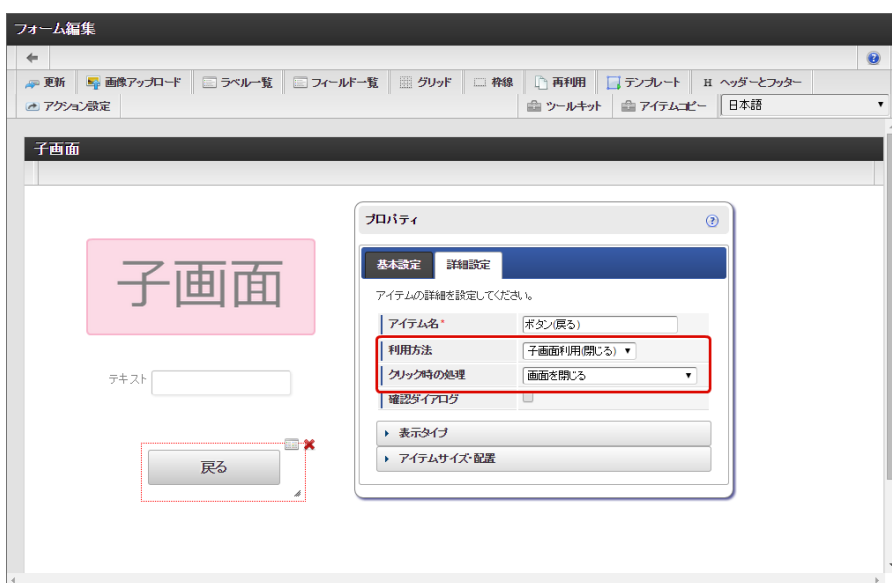 フォーム編集
更新 画像アップロード ラベル一覧 フィールド一覧 グリッド 枠線 再利用 テンプレート H ヘッダーとフッター
アクション設定 ツールキット アイテムコピー 日本語
子画面
プロパティ
基本設定 詳細設定
子画面
アイテムの詳細を設定してください。
アイテム名* ボタン(戻る)
利用方法 子画面利用(閉じる)
テキスト
クリック時の処理 画面を閉じる
確認ダイアログ
表示タイプ
アイテムサイズ・配置
戻る